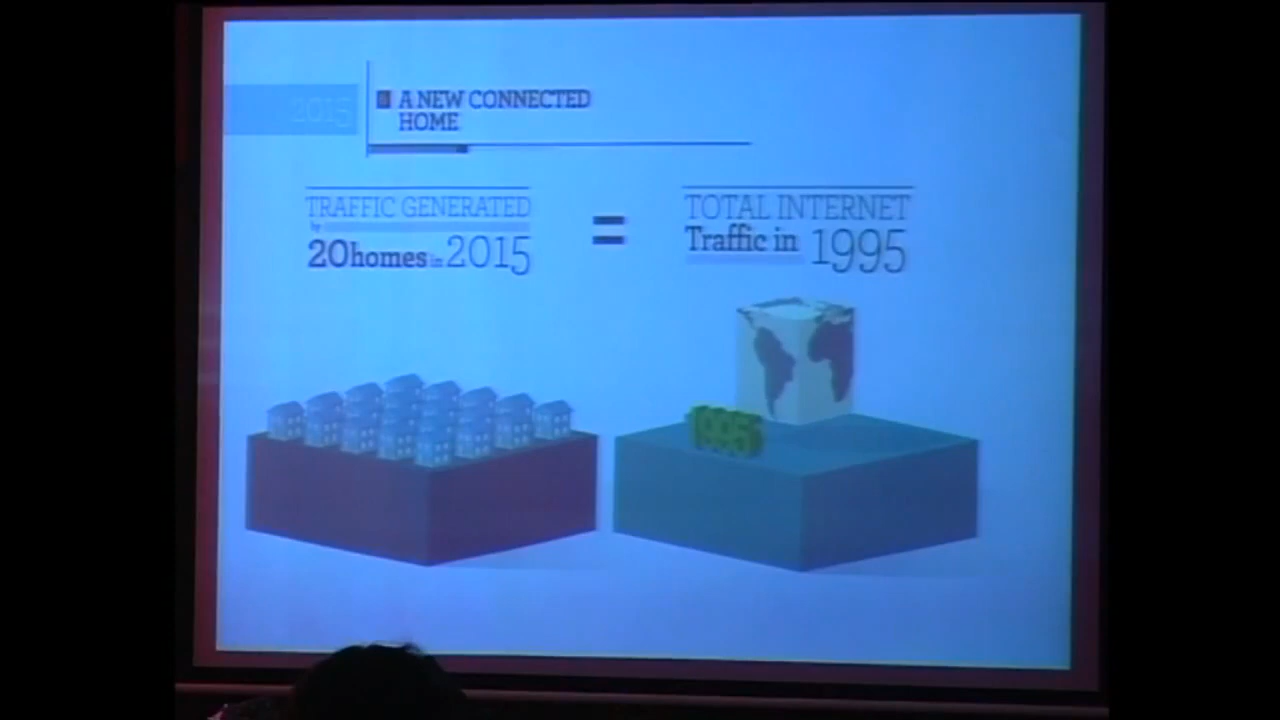 2015
A NEW CONNECTED
HOME
TRAFFIC GENERATED
by
20homes in 2015
=
TOTAL INTERNET
Traffic in 1995
1995